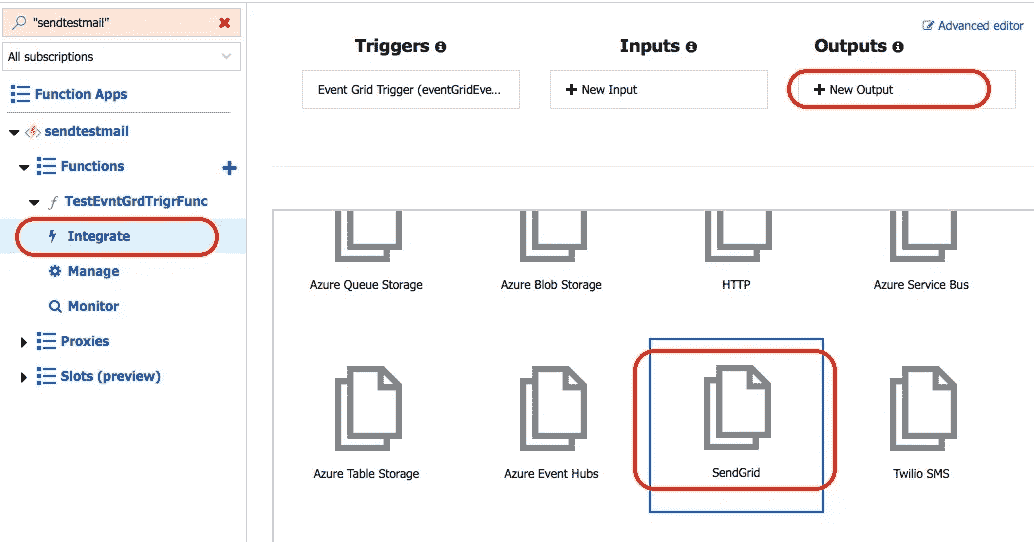 "sendtestmail"
All subscriptions
Function Apps
sendtestmail
Functions
TestEvntGrdTrigrFunc
Integrate
Manage
Monitor
Proxies
Slots (preview)
Advanced editor
Triggers
Inputs
Outputs
Event Grid Trigger (eventGridEve...
New Input
New Output
Azure Queue Storage
Azure Blob Storage
HTTP
Azure Service Bus
Azure Table Storage
Azure Event Hubs
SendGrid
Twilio SMS